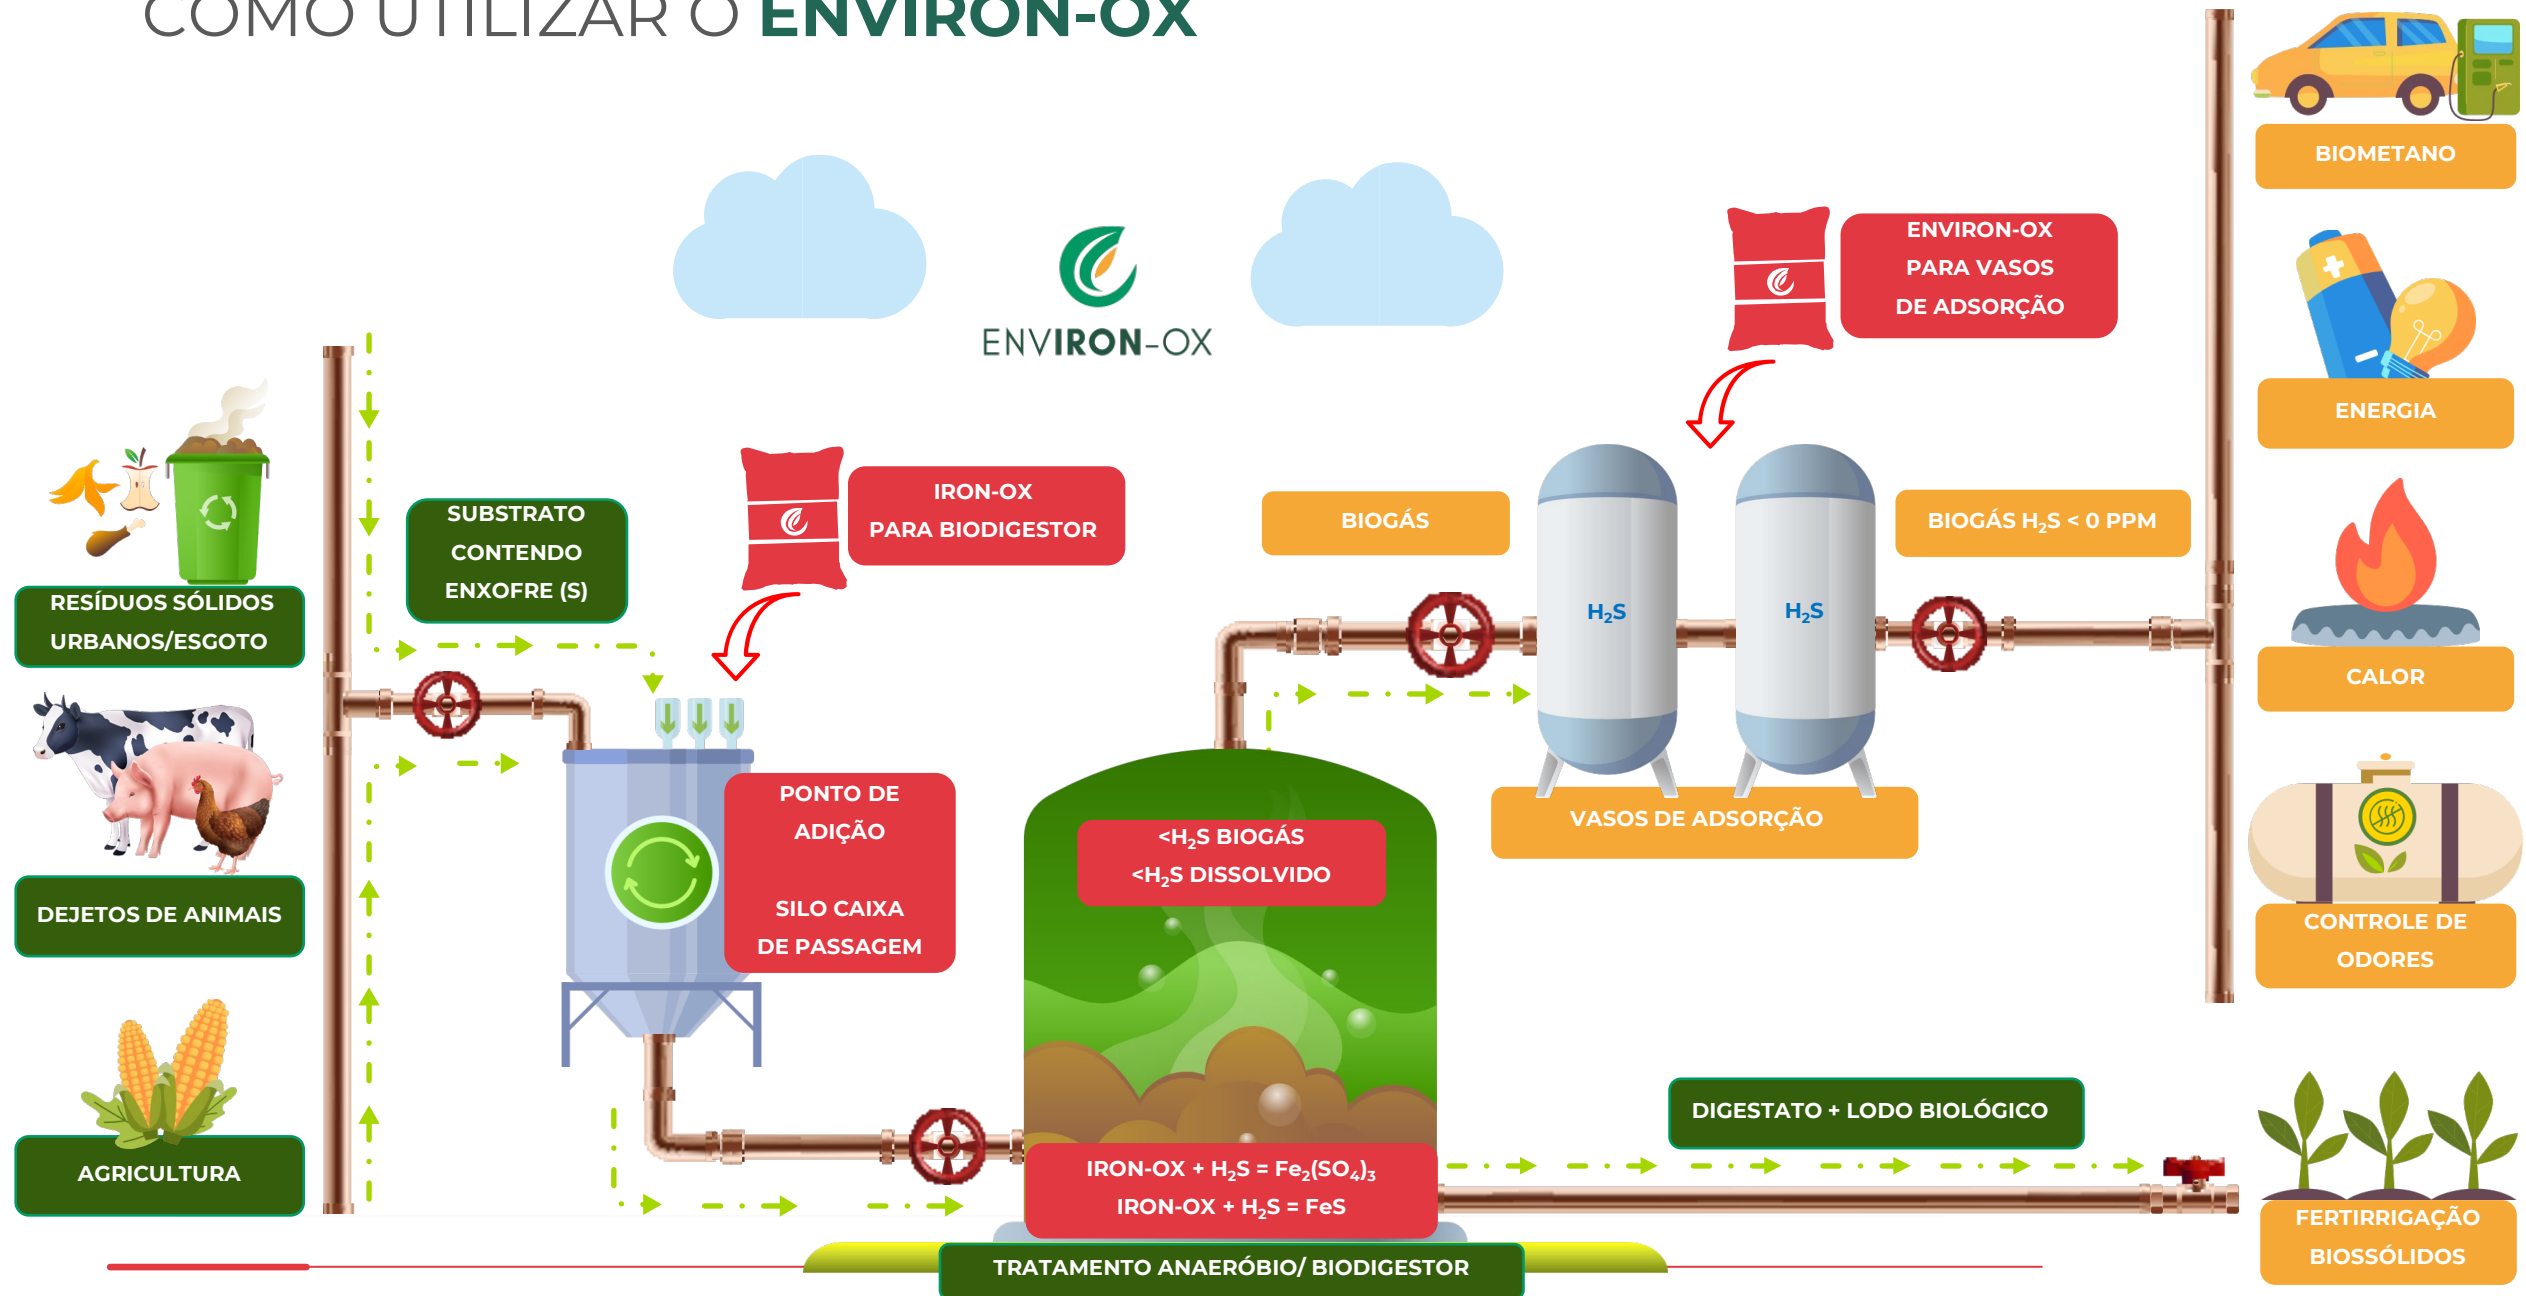 COMO UTILIZAR O ENVIRON-OX
BIOMETANO
ENVIRON-OX
PARA VASOS
DE ADSORÇÃO
ENVIRON-OX
ENERGIA
IRON-OX
PARA BIODIGESTOR
SUBSTRATO
CONTENDO
ENXOFRE (S)
BIOGÁS
BIOGÁS H₂S < 0 PPM
RESÍDUOS SÓLIDOS
URBANOS/ESGOTO
H₂S
H₂S
CALOR
PONTO DE
ADIÇÃO
SILO CAIXA
DE PASSAGEM
VASOS DE ADSORÇÃO
<H₂S BIOGÁS
<H₂S DISSOLVIDO
DEJETOS DE ANIMAIS
CONTROLE DE
ODORES
DIGESTATO + LODO BIOLÓGICO
AGRICULTURA
IRON-OX + H₂S = Fe₂(SO₄)₃
IRON-OX + H₂S = FeS
FERTIRRIGAÇÃO
BIOSSÓLIDOS
TRATAMENTO ANAERÓBIO/ BIODIGESTOR